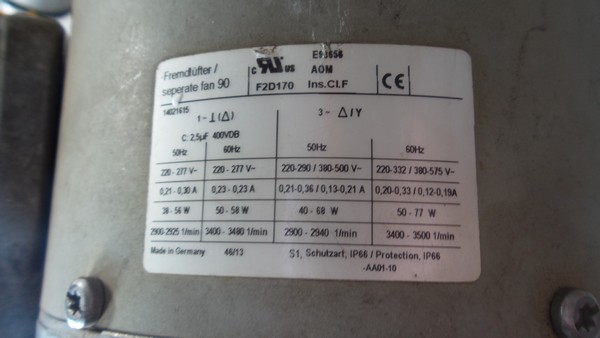 Fremdlüfter /
seperate fan 90
14021615
c RU us
AOM
F2D170 Ins.Cl.F
CE
1~ ⊥(Δ)
3~ Δ/Y
C: 2,5µF 400VDB
50Hz 60Hz 50Hz 60Hz
220 - 277 V~ 220 - 277 V~ 220-290 / 380-500 V~ 220-332 / 380-575 V~
0,21 - 0,30 A 0,23 - 0,23 A 0,21-0,36 / 0,13-0,21 A 0,20-0,33 / 0,12-0,19A
38 - 56 W 50 - 58 W 40 - 68 W 50 - 77 W
2900-2925 1/min 3400 - 3480 1/min 2900 - 2940 1/min 3400 - 3500 1/min
Made in Germany 46/13 S1, Schutzart; IP66 / Protection, IP66
-AA01-10